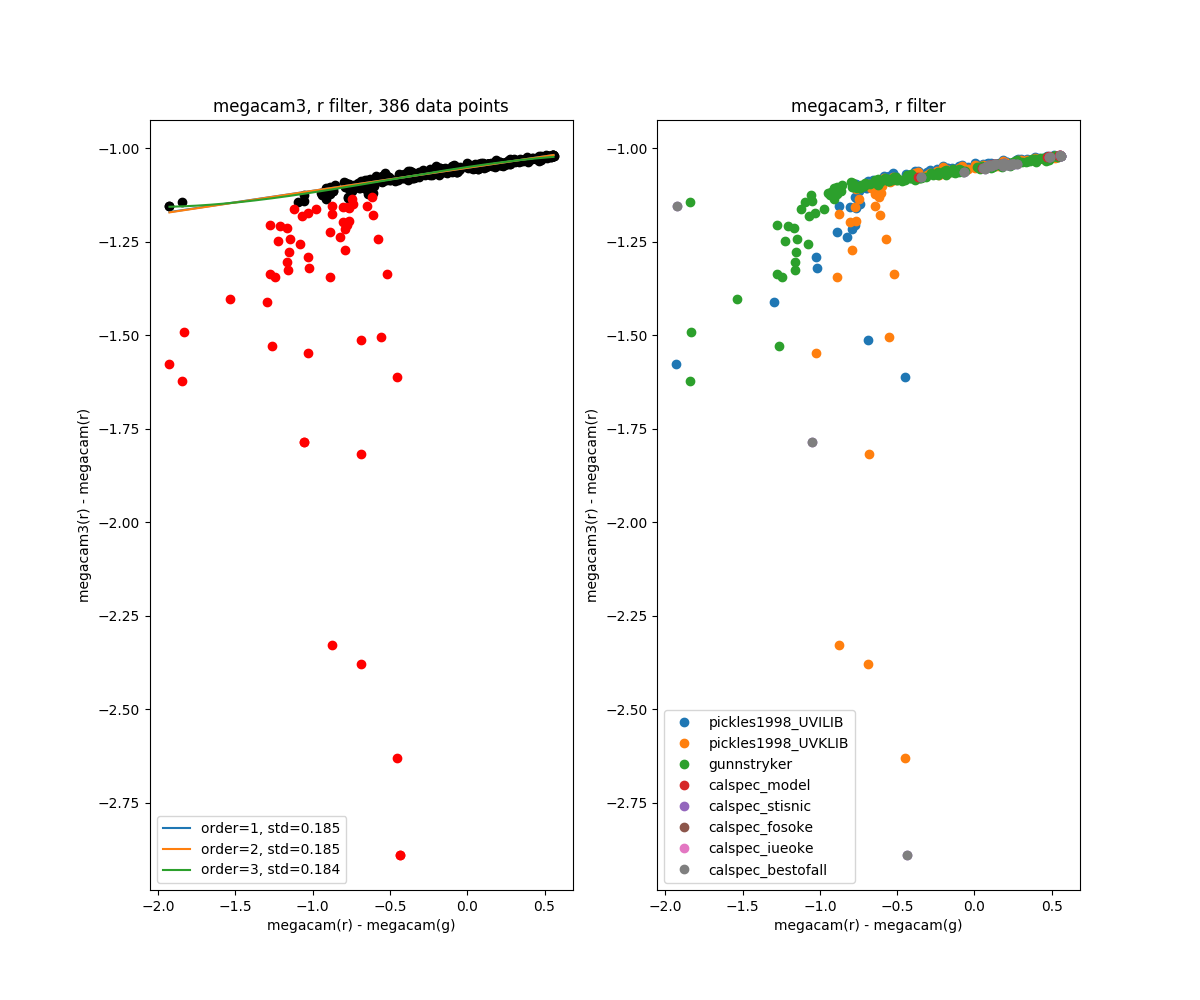 megacam3, r filter, 386 data points
−1.00
−1.25
−1.50
−1.75
−2.00
−2.25
−2.50
−2.75
megacam3(r) - megacam(r)
order=1, std=0.185
order=2, std=0.185
order=3, std=0.184
−2.0 −1.5 −1.0 −0.5 0.0 0.5
megacam(r) - megacam(g)
megacam3, r filter
−1.00
−1.25
−1.50
−1.75
−2.00
−2.25
−2.50
−2.75
megacam3(r) - megacam(r)
pickles1998_UVILIB
pickles1998_UVKLIB
gunnstryker
calspec_model
calspec_stisnic
calspec_fosoke
calspec_iueoke
calspec_bestofall
−2.0 −1.5 −1.0 −0.5 0.0 0.5
megacam(r) - megacam(g)